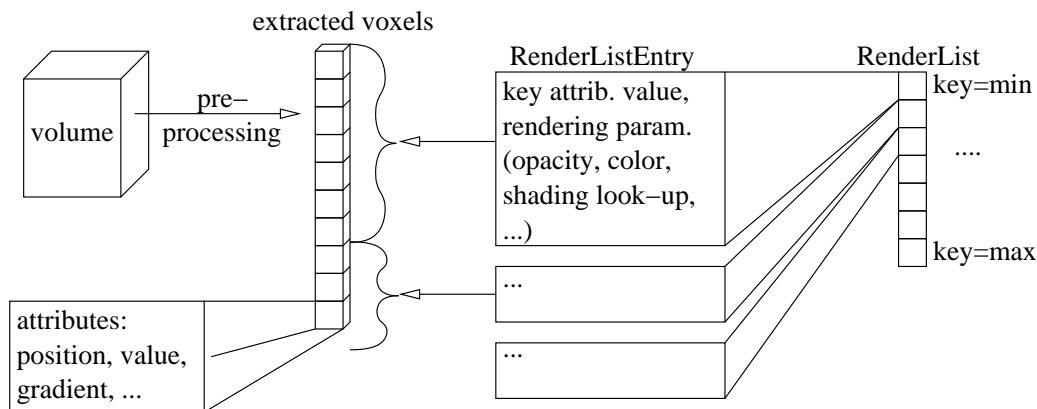 extracted voxels
volume
pre−
processing
attributes:
position, value,
gradient, ...
RenderListEntry
key attrib. value,
rendering param.
(opacity, color,
shading look−up,
...)
...
...
RenderList
key=min
....
key=max